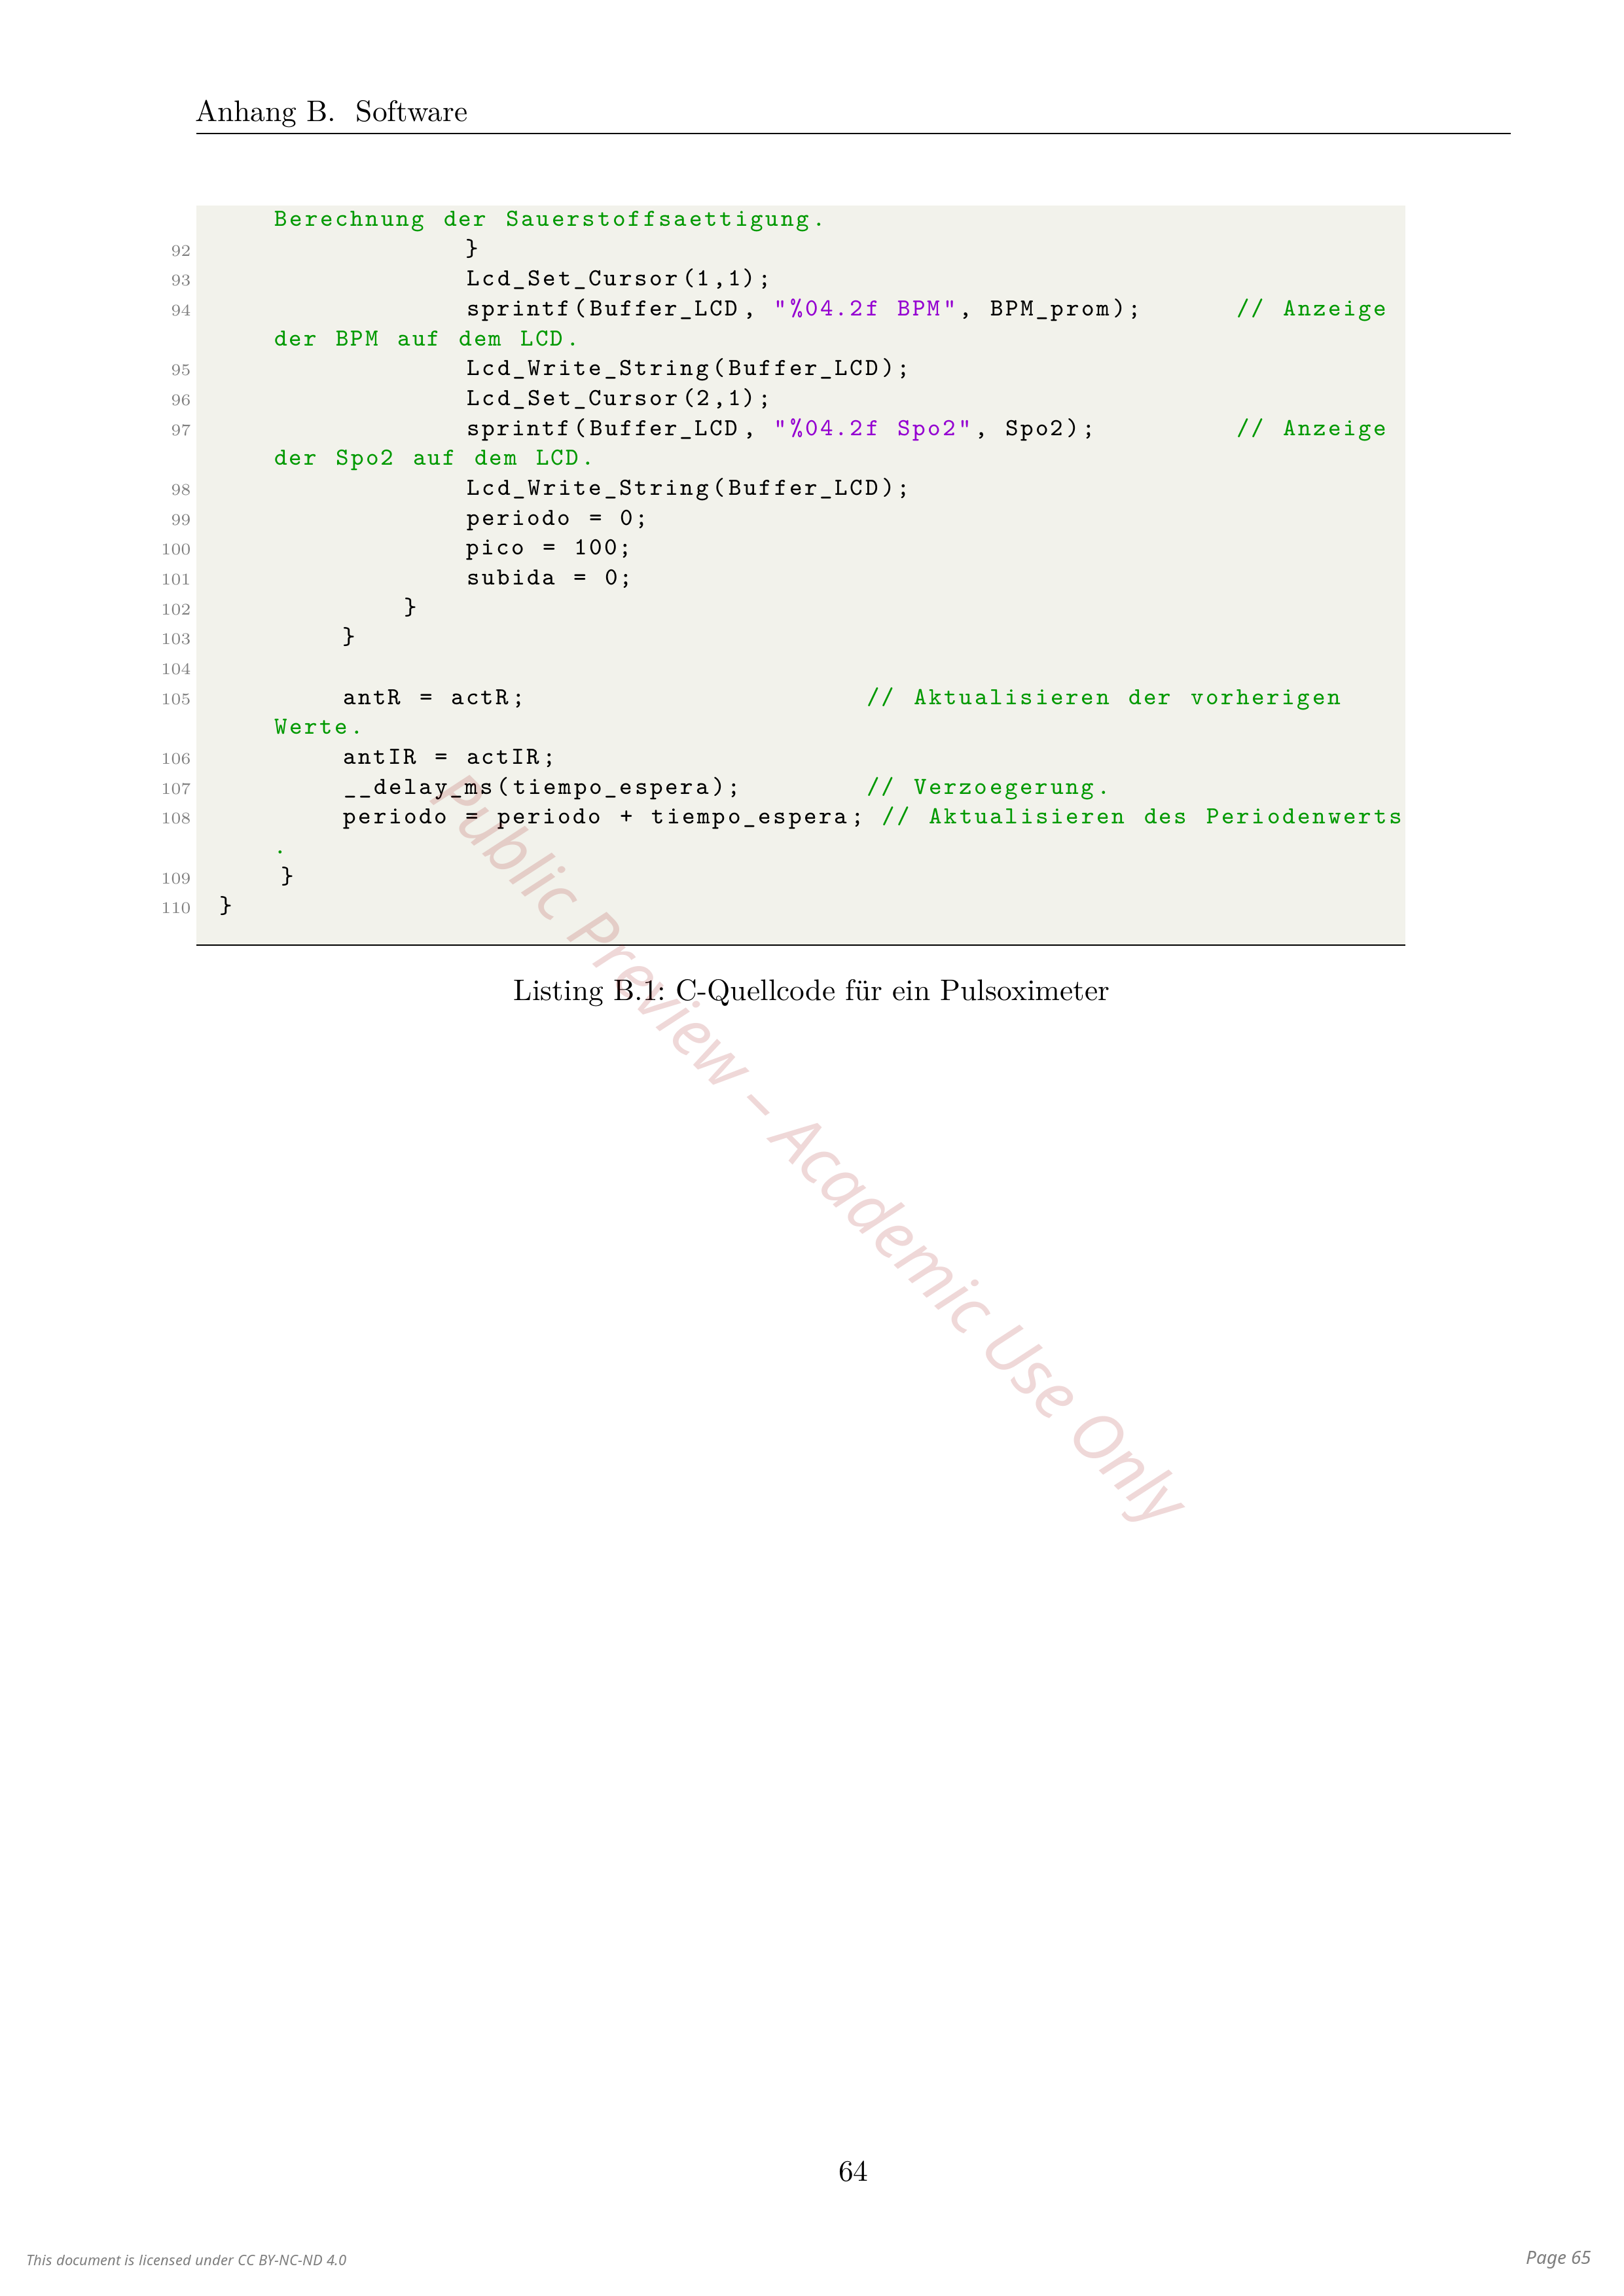 Anhang B. Software
Berechnung der Sauerstoffsaettigung.
92 }
93 Lcd_Set_Cursor(1,1);
94 sprintf(Buffer_LCD, "%04.2f BPM", BPM_prom); // Anzeige
der BPM auf dem LCD.
95 Lcd_Write_String(Buffer_LCD);
96 Lcd_Set_Cursor(2,1);
97 sprintf(Buffer_LCD, "%04.2f Spo2", Spo2); // Anzeige
der Spo2 auf dem LCD.
98 Lcd_Write_String(Buffer_LCD);
99 periodo = 0;
100 pico = 100;
101 subida = 0;
102 }
103 }
104
105 antR = actR; // Aktualisieren der vorherigen
Werte.
106 antIR = actIR;
107 __delay_ms(tiempo_espera); // Verzoegerung.
108 periodo = periodo + tiempo_espera; // Aktualisieren des Periodenwerts
.
109 }
110 }
Listing B.1: C-Quellcode für ein Pulsoximeter
Public Preview – Academic Use Only
64
This document is licensed under CC BY-NC-ND 4.0
Page 65